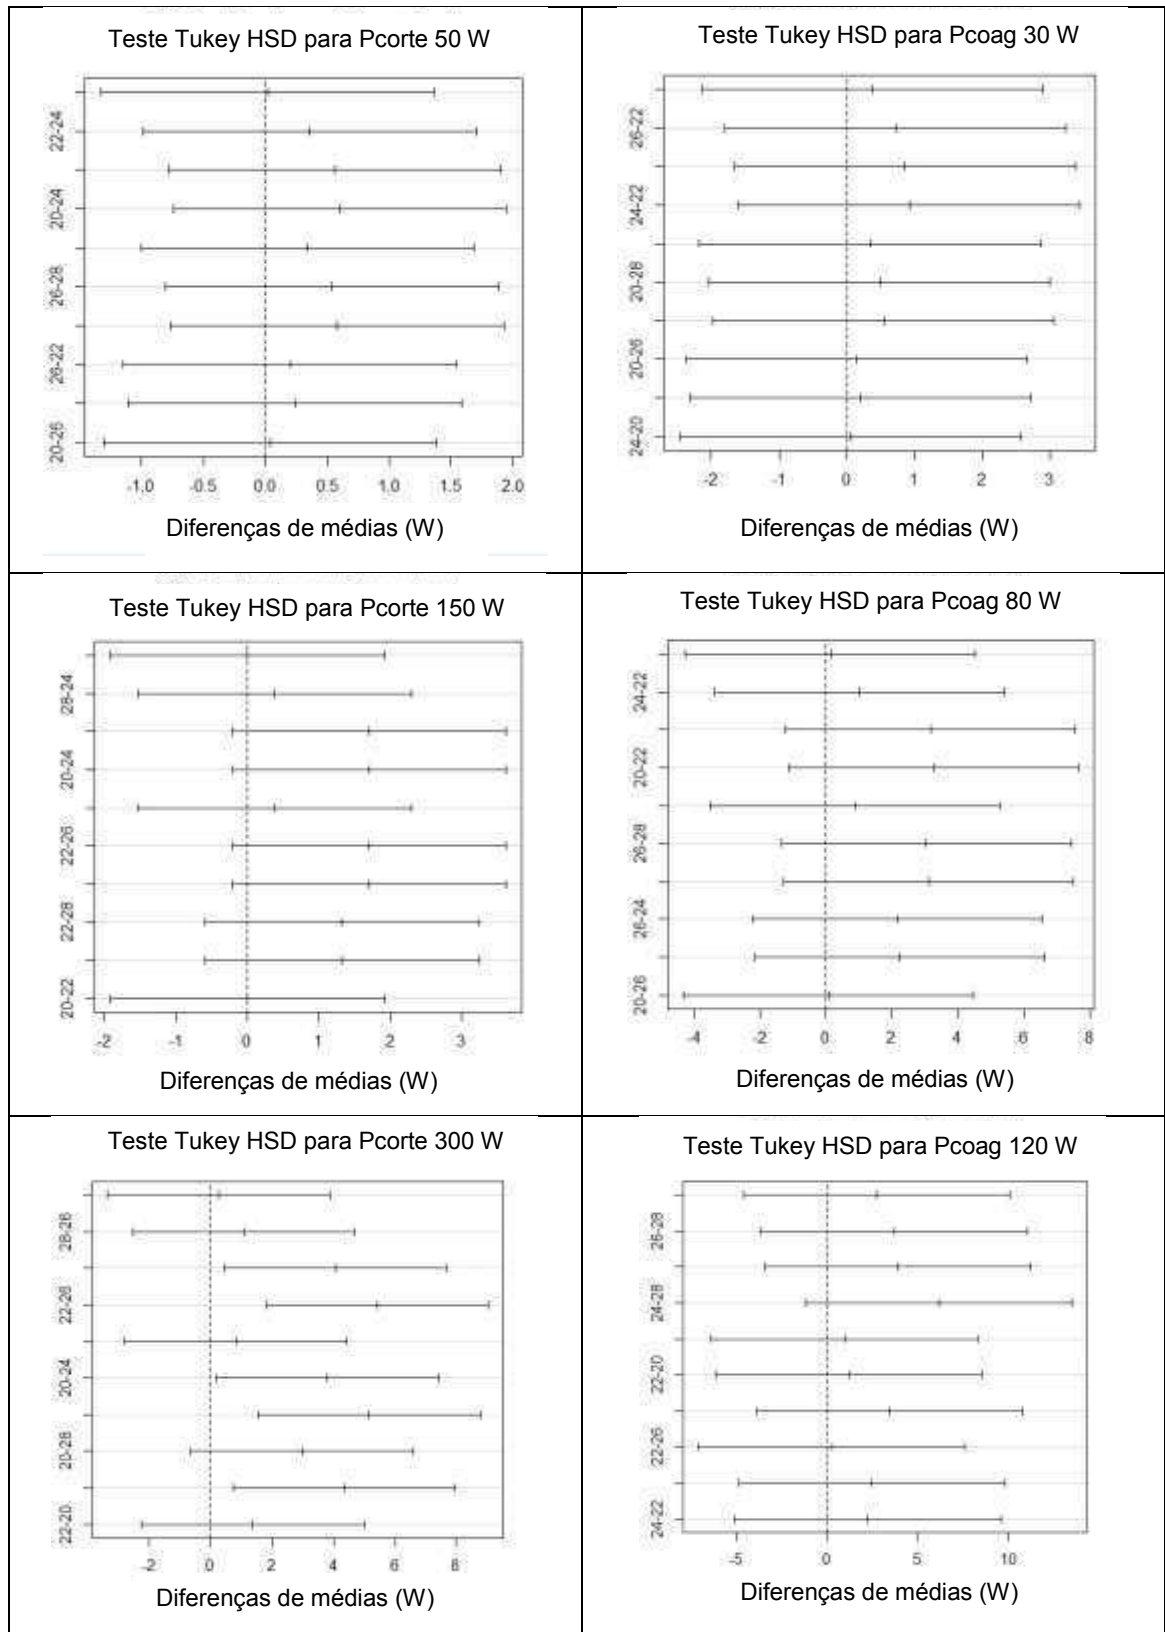 Teste Tukey HSD para Pcorte 50 W
22-24
20-24
26-28
26-22
20-26
-1.0 -0.5 0.0 0.5 1.0 1.5 2.0
Diferenças de médias (W)
Teste Tukey HSD para Pcoag 30 W
26-22
24-22
20-28
20-26
24-20
-2 -1 0 1 2 3
Diferenças de médias (W)
Teste Tukey HSD para Pcorte 150 W
28-24
20-24
22-26
22-28
20-22
-2 -1 0 1 2 3
Diferenças de médias (W)
Teste Tukey HSD para Pcoag 80 W
24-22
20-22
26-28
26-24
20-26
-4 -2 0 2 4 6 8
Diferenças de médias (W)
Teste Tukey HSD para Pcorte 300 W
28-26
22-26
20-24
20-28
22-20
-2 0 2 4 6 8
Diferenças de médias (W)
Teste Tukey HSD para Pcoag 120 W
26-28
24-28
22-20
22-26
24-22
-5 0 5 10
Diferenças de médias (W)